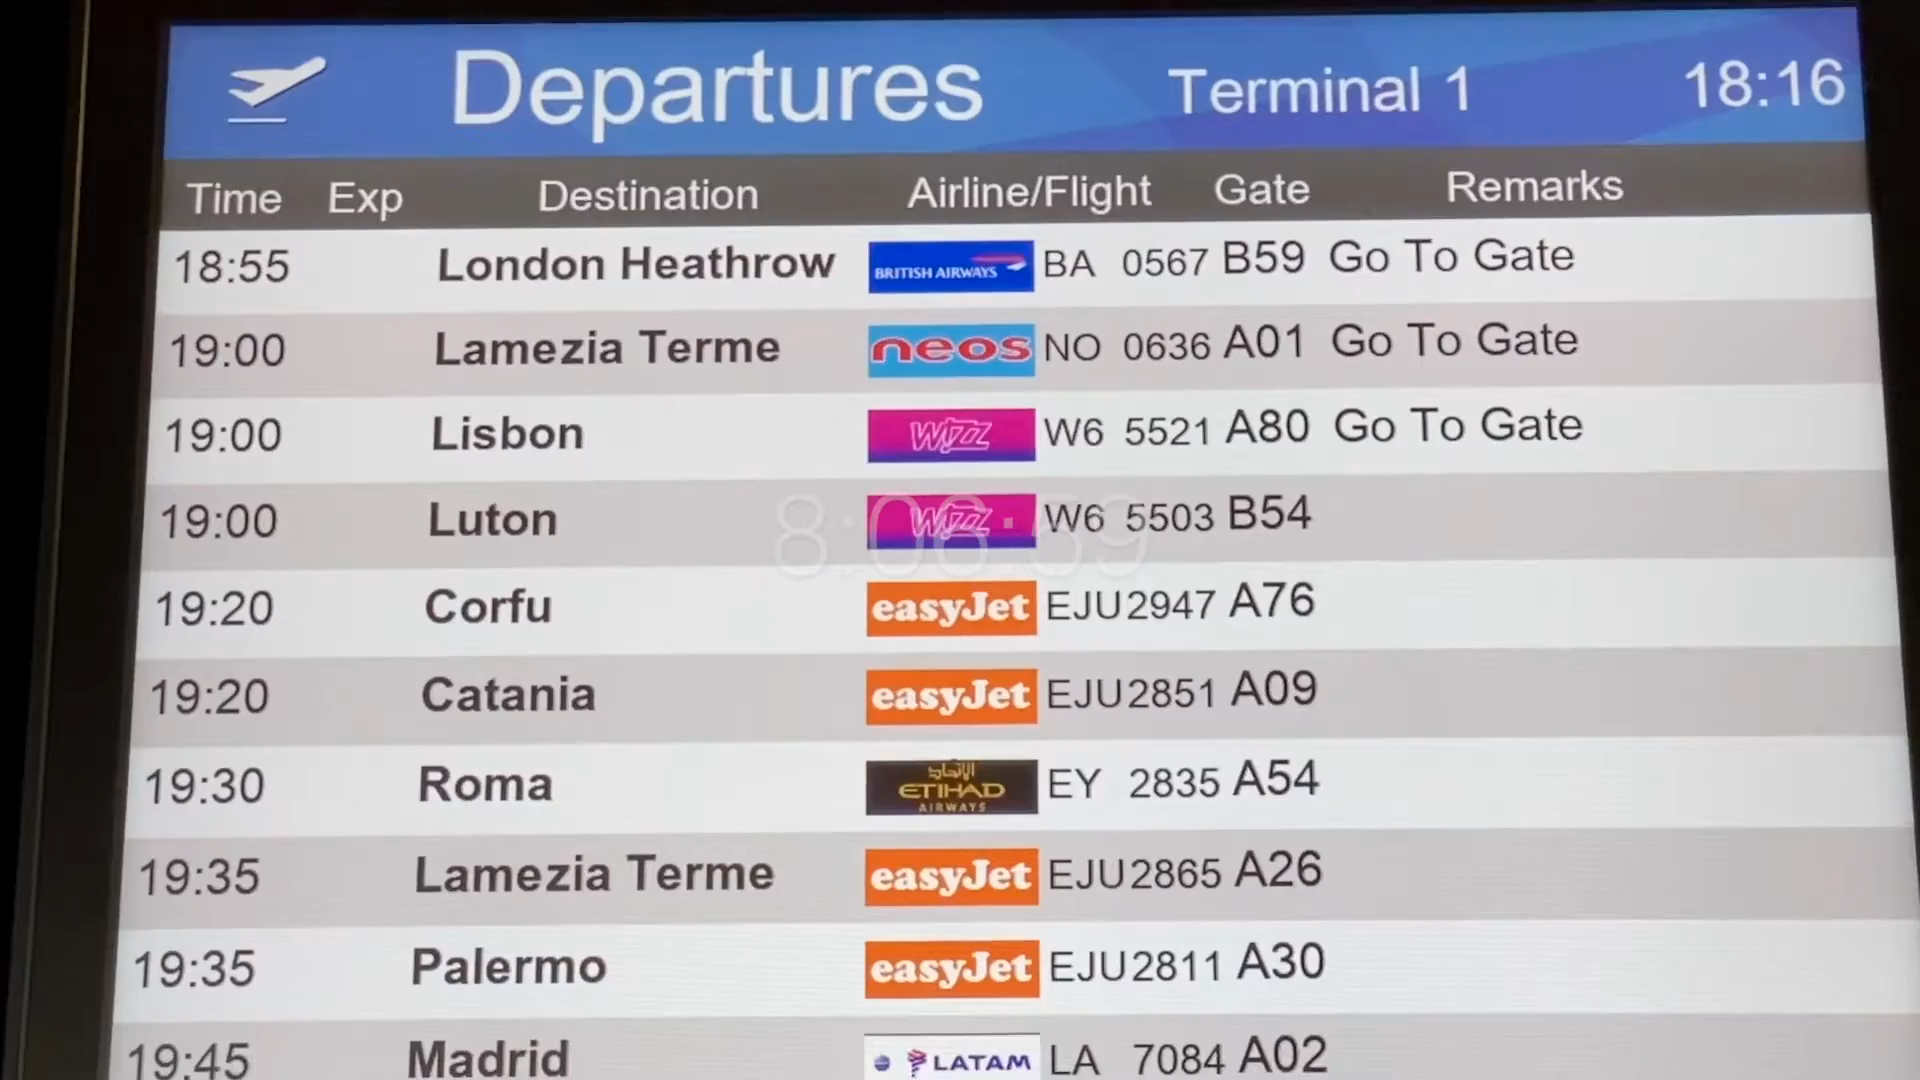 Departures Terminal 1 18:16
Time Exp Destination Airline/Flight Gate Remarks
18:55 London Heathrow BRITISH AIRWAYS BA 0567 B59 Go To Gate
19:00 Lamezia Terme neos NO 0636 A01 Go To Gate
19:00 Lisbon Wizz W6 5521 A80 Go To Gate
19:00 Luton Wizz W6 5503 B54
8:06:59
19:20 Corfu easyJet EJU2947 A76
19:20 Catania easyJet EJU2851 A09
19:30 Roma الاتحاد ETIHAD AIRWAYS EY 2835 A54
19:35 Lamezia Terme easyJet EJU2865 A26
19:35 Palermo easyJet EJU2811 A30
19:45 Madrid LATAM LA 7084 A02